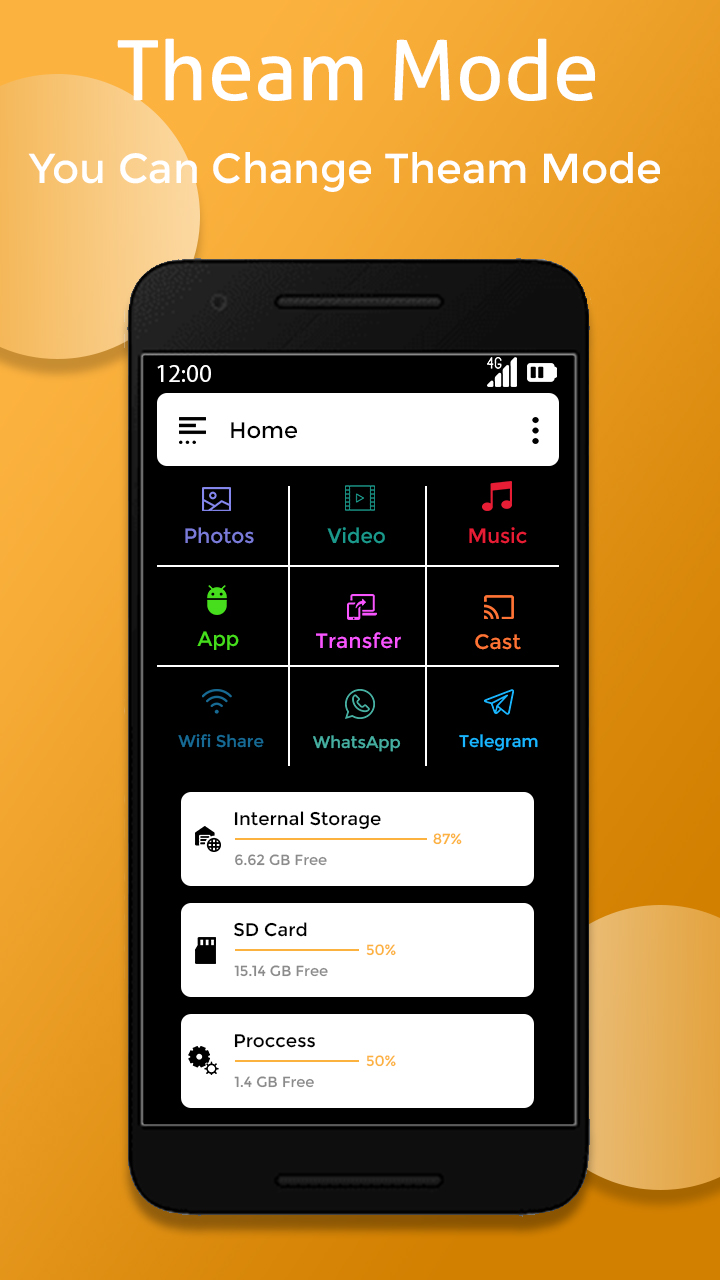 Theam Mode
You Can Change Theam Mode
12:00
4G
Home
Photos Video Music
App Transfer Cast
Wifi Share WhatsApp Telegram
Internal Storage
87%
6.62 GB Free
SD Card
50%
15.14 GB Free
Proccess
50%
1.4 GB Free